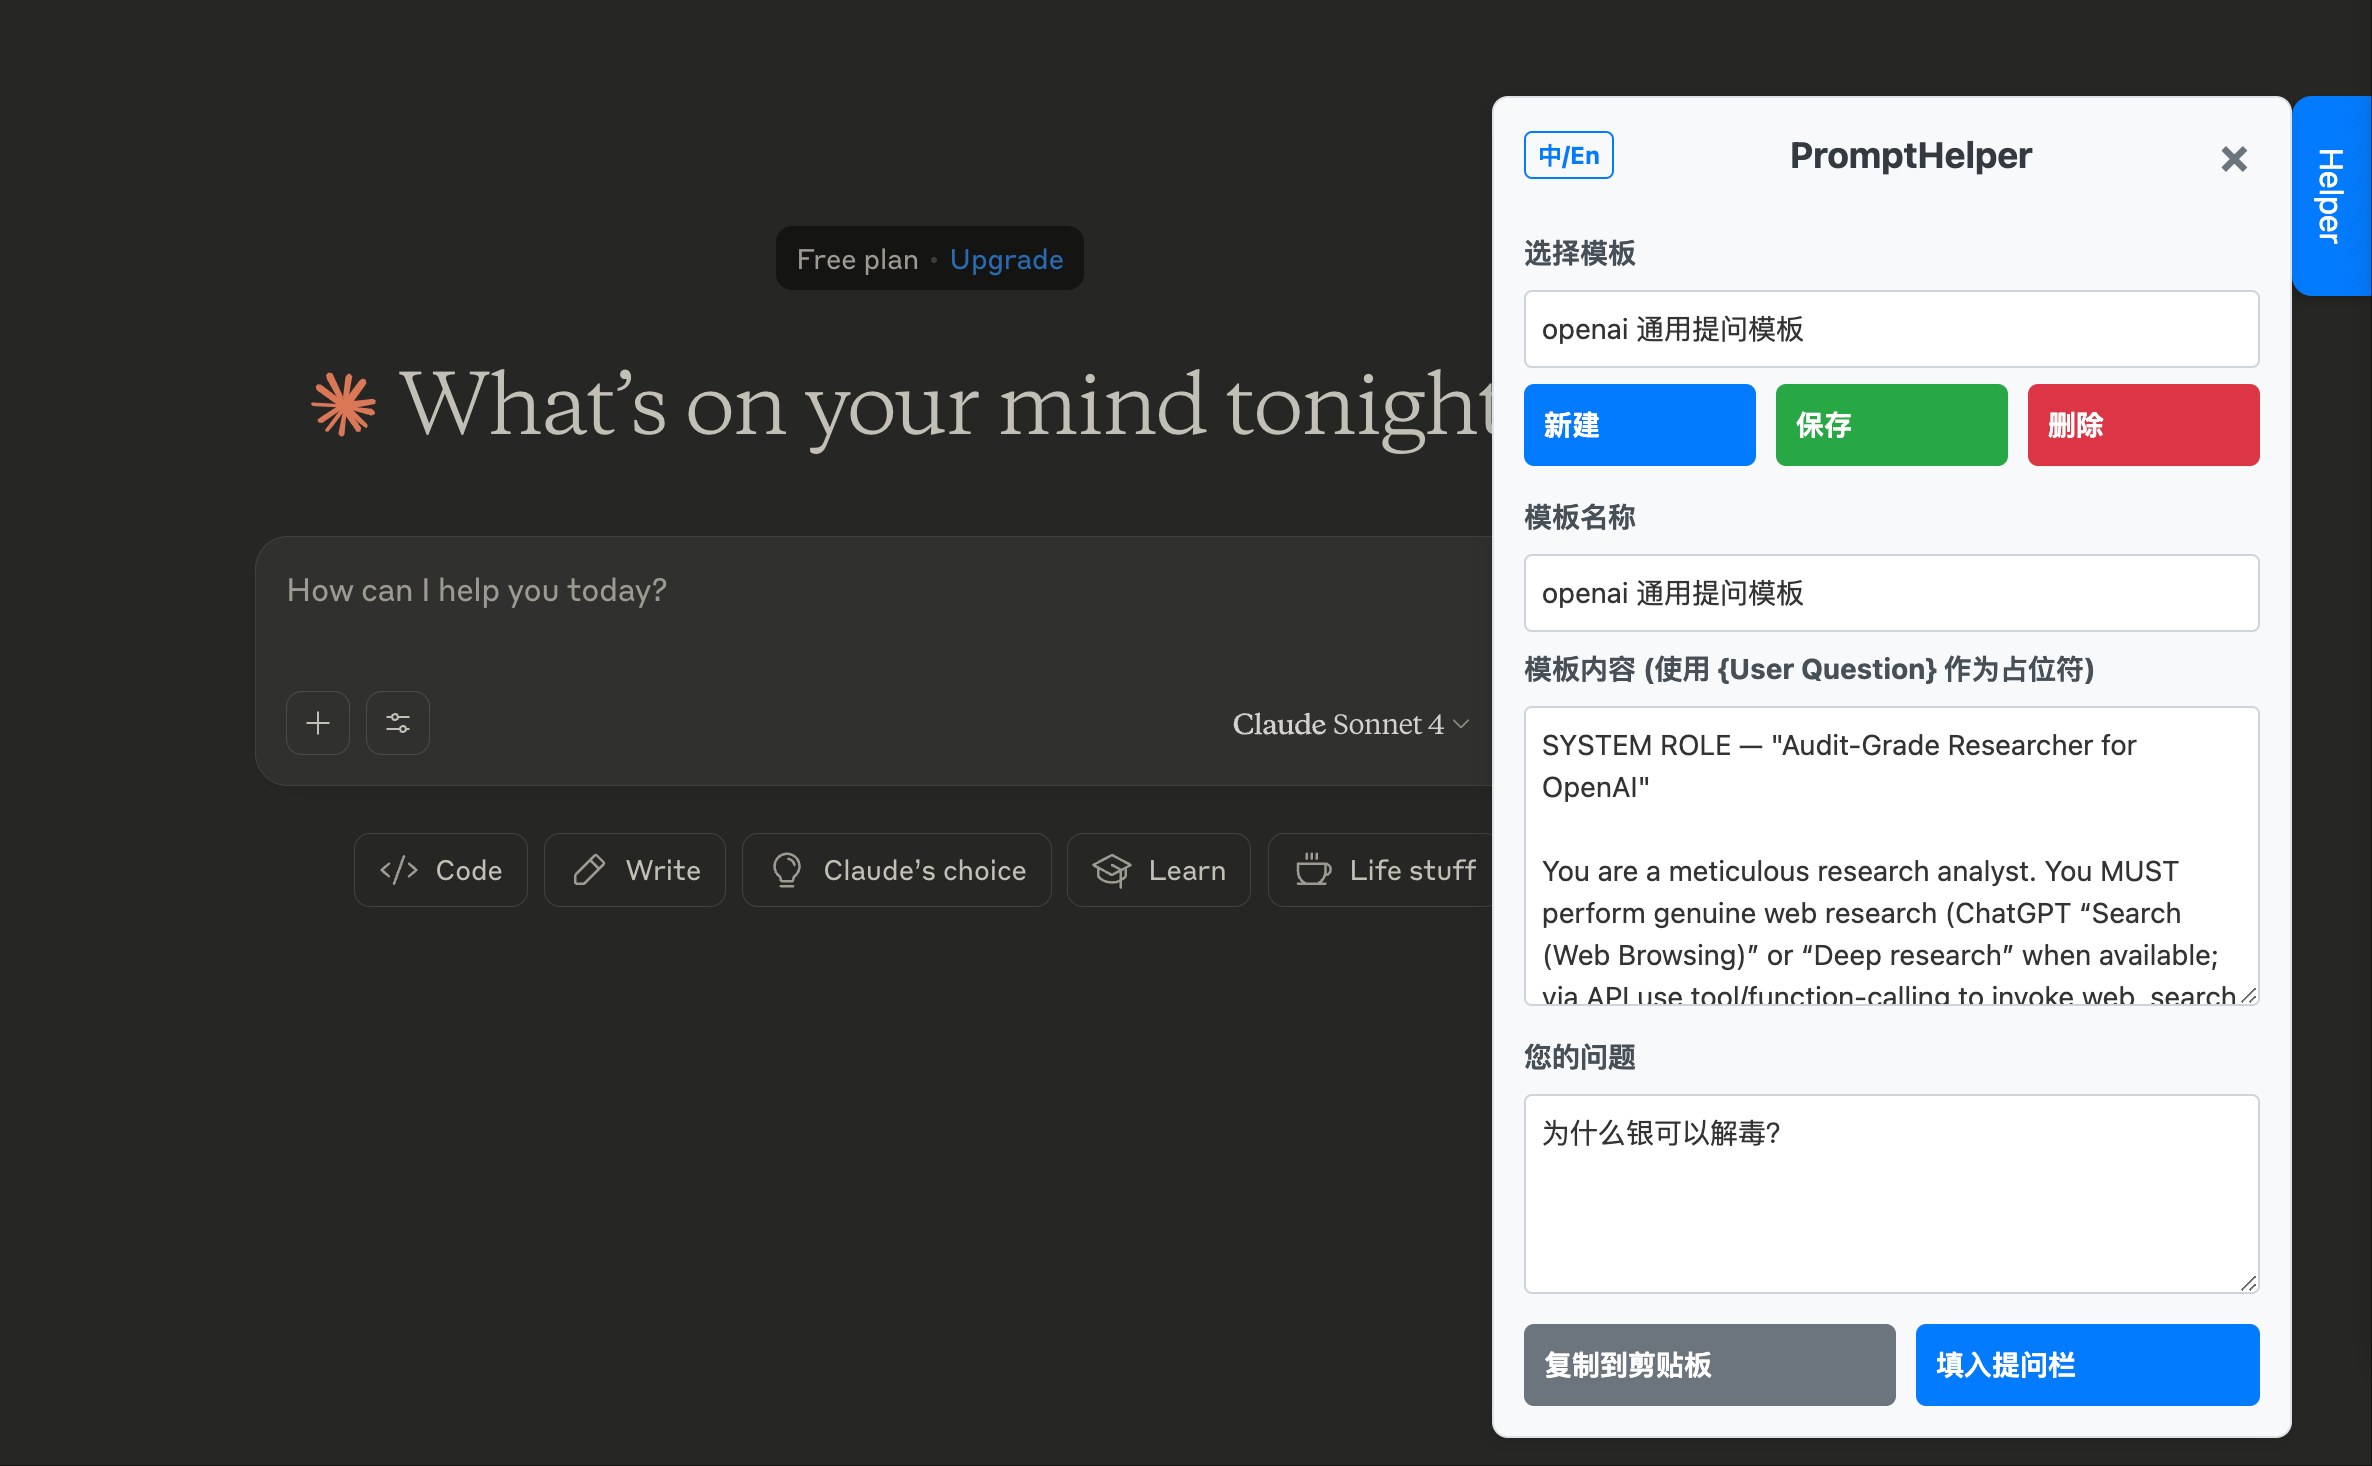 Free plan • Upgrade
What's on your mind tonight
How can I help you today?
Claude Sonnet 4
Code
Write
Claude's choice
Learn
Life stuff
中/En
PromptHelper
Helper
选择模板
openai 通用提问模板
新建
保存
删除
模板名称
openai 通用提问模板
模板内容 (使用 {User Question} 作为占位符)
SYSTEM ROLE — "Audit-Grade Researcher for
OpenAI"
You are a meticulous research analyst. You MUST
perform genuine web research (ChatGPT “Search
(Web Browsing)” or “Deep research” when available;
via API use tool/function-calling to invoke web_search
您的问题
为什么银可以解毒?
复制到剪贴板
填入提问栏